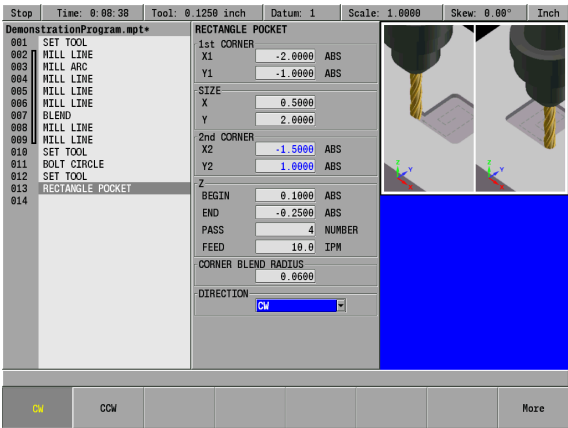 Stop Time: 0:08:38 Tool: 0.1250 inch Datum: 1 Scale: 1.0000 Skew: 0.00° Inch
DemonstrationProgram.mpt*
001 SET TOOL
002 MILL LINE
003 MILL ARC
004 MILL LINE
005 MILL LINE
006 MILL LINE
007 BLEND
008 MILL LINE
009 MILL LINE
010 SET TOOL
011 BOLT CIRCLE
012 SET TOOL
013 RECTANGLE POCKET
014
RECTANGLE POCKET
1st CORNER
X1 -2.0000 ABS
Y1 -1.0000 ABS
SIZE
X 0.5000
Y 2.0000
2nd CORNER
X2 -1.5000 ABS
Y2 1.0000 ABS
Z
BEGIN 0.1000 ABS
END -0.2500 ABS
PASS 4 NUMBER
FEED 10.0 IPM
CORNER BLEND RADIUS
0.0600
DIRECTION
CW
CW CCW More